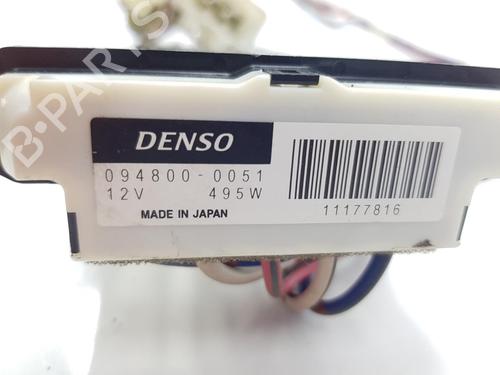 DENSO
094800-0051
12V 495W
MADE IN JAPAN
11177816
B-PARTS